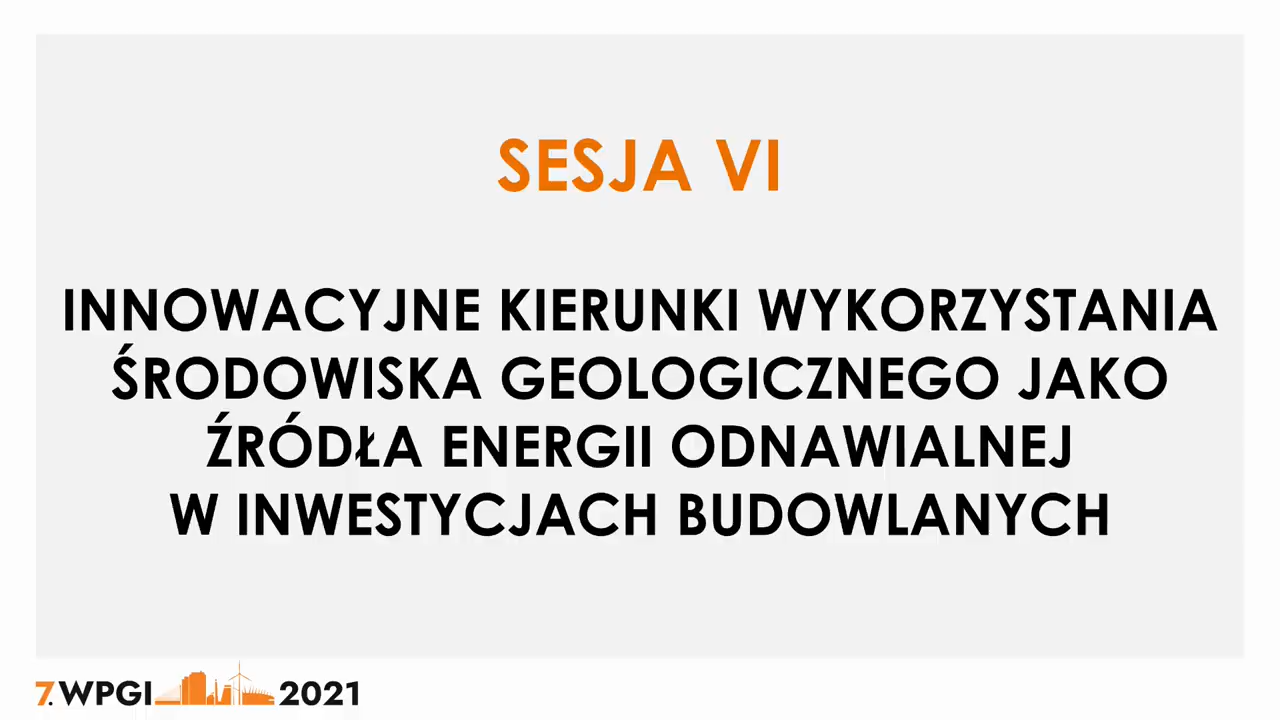 SESJA VI
INNOWACYJNE KIERUNKI WYKORZYSTANIA
ŚRODOWISKA GEOLOGICZNEGO JAKO
ŹRÓDŁA ENERGII ODNAWIALNEJ
W INWESTYCJACH BUDOWLANYCH
7. WPGI 2021